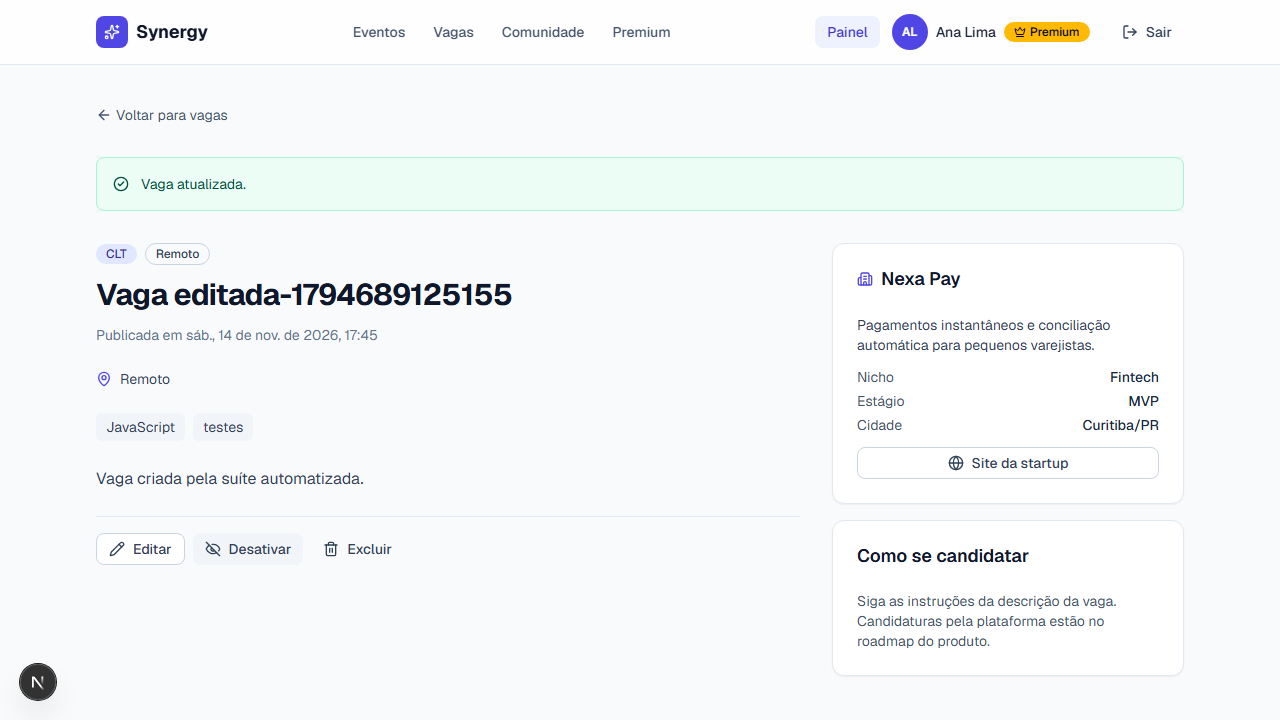 Synergy
Eventos
Vagas
Comunidade
Premium
Painel
AL
Ana Lima
Premium
Sair
Voltar para vagas
Vaga atualizada.
CLT
Remoto
Vaga editada-1794689125155
Publicada em sáb., 14 de nov. de 2026, 17:45
Remoto
JavaScript
testes
Vaga criada pela suíte automatizada.
Editar
Desativar
Excluir
Nexa Pay
Pagamentos instantâneos e conciliação
automática para pequenos varejistas.
Nicho Fintech
Estágio MVP
Cidade Curitiba/PR
Site da startup
Como se candidatar
Siga as instruções da descrição da vaga.
Candidaturas pela plataforma estão no
roadmap do produto.
N